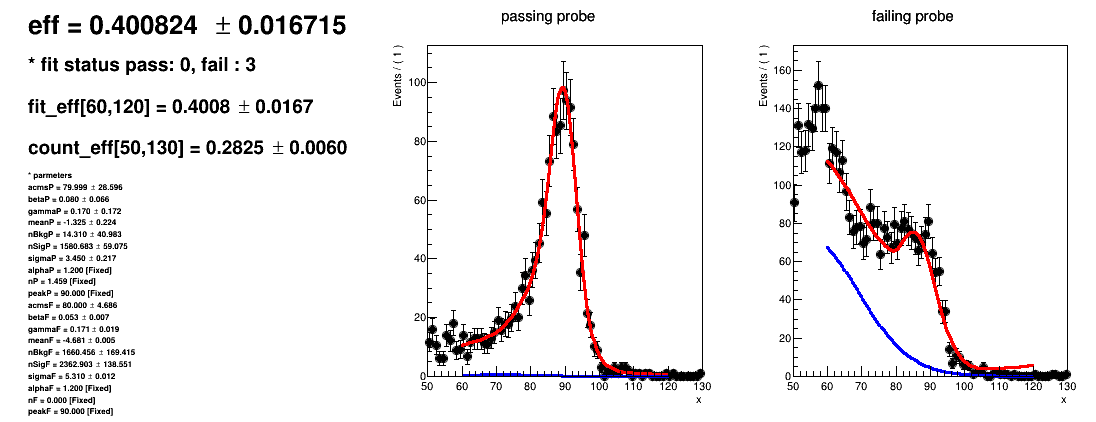 eff = 0.400824 ± 0.016715
* fit status pass: 0, fail : 3
fit_eff[60,120] = 0.4008 ± 0.0167
count_eff[50,130] = 0.2825 ± 0.0060
* parmeters
acmsP = 79.999 ± 28.596
betaP = 0.080 ± 0.066
gammaP = 0.170 ± 0.172
meanP = -1.325 ± 0.224
nBkgP = 14.310 ± 40.983
nSigP = 1580.683 ± 59.075
sigmaP = 3.450 ± 0.217
alphaP = 1.200 [Fixed]
nP = 1.459 [Fixed]
peakP = 90.000 [Fixed]
acmsF = 80.000 ± 4.686
betaF = 0.053 ± 0.007
gammaF = 0.171 ± 0.019
meanF = -4.681 ± 0.005
nBkgF = 1660.456 ± 169.415
nSigF = 2362.903 ± 138.551
sigmaF = 5.310 ± 0.012
alphaF = 1.200 [Fixed]
nF = 0.000 [Fixed]
peakF = 90.000 [Fixed]
passing probe
Events / ( 1 )
100
80
60
40
20
0
50 60 70 80 90 100 110 120 130
x
failing probe
Events / ( 1 )
160
140
120
100
80
60
40
20
0
50 60 70 80 90 100 110 120 130
x